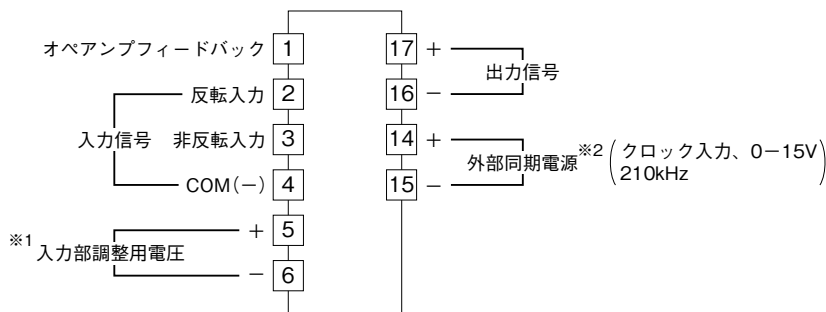 オペアンプフィードバック 1
反転入力 2
入力信号 非反転入力 3
COM(−) 4
※1 入力部調整用電圧
+ 5
− 6
17 +
16 −
出力信号
14 +
15 −
外部同期電源※2 (クロック入力、0−15V
210kHz)